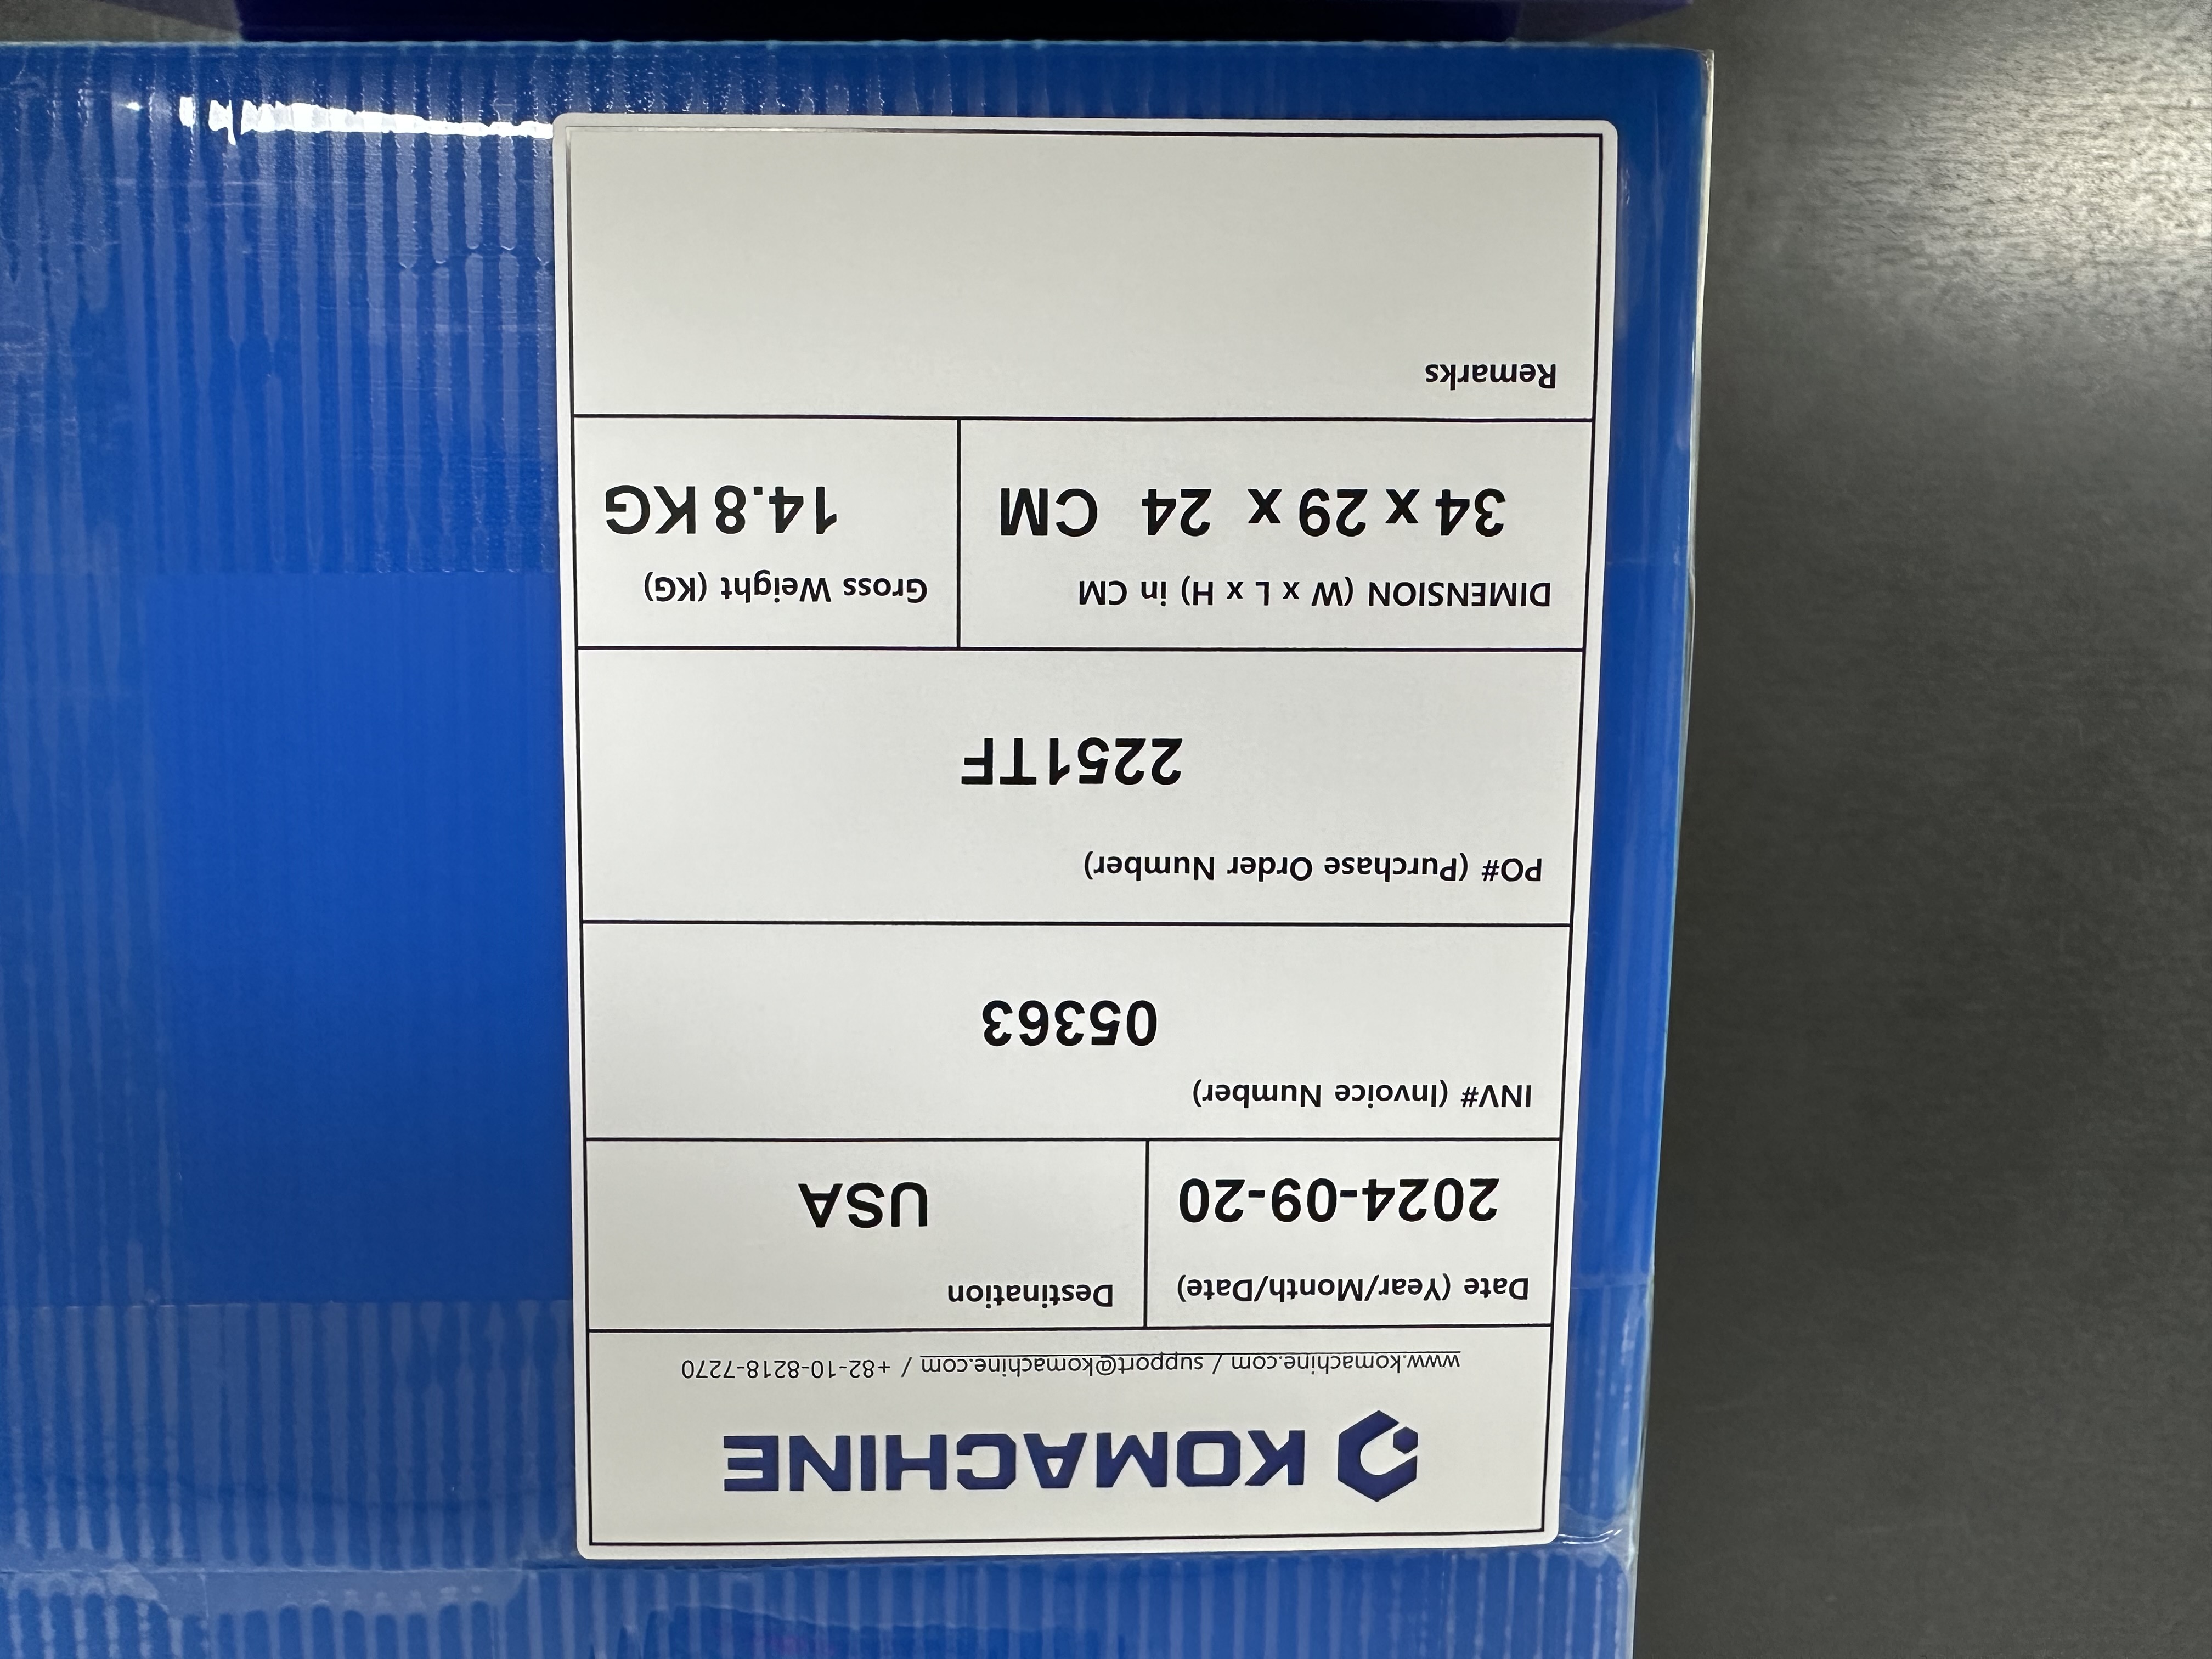 KOMACHINE
www.komachine.com / support@komachine.com / +82-10-8218-7270
Date (Year/Month/Date)
2024-09-20
Destination
USA
INV# (Invoice Number)
05363
PO# (Purchase Order Number)
2251TF
DIMENSION (W x L x H) in CM
34 x 29 x 24 CM
Gross Weight (KG)
14.8 KG
Remarks